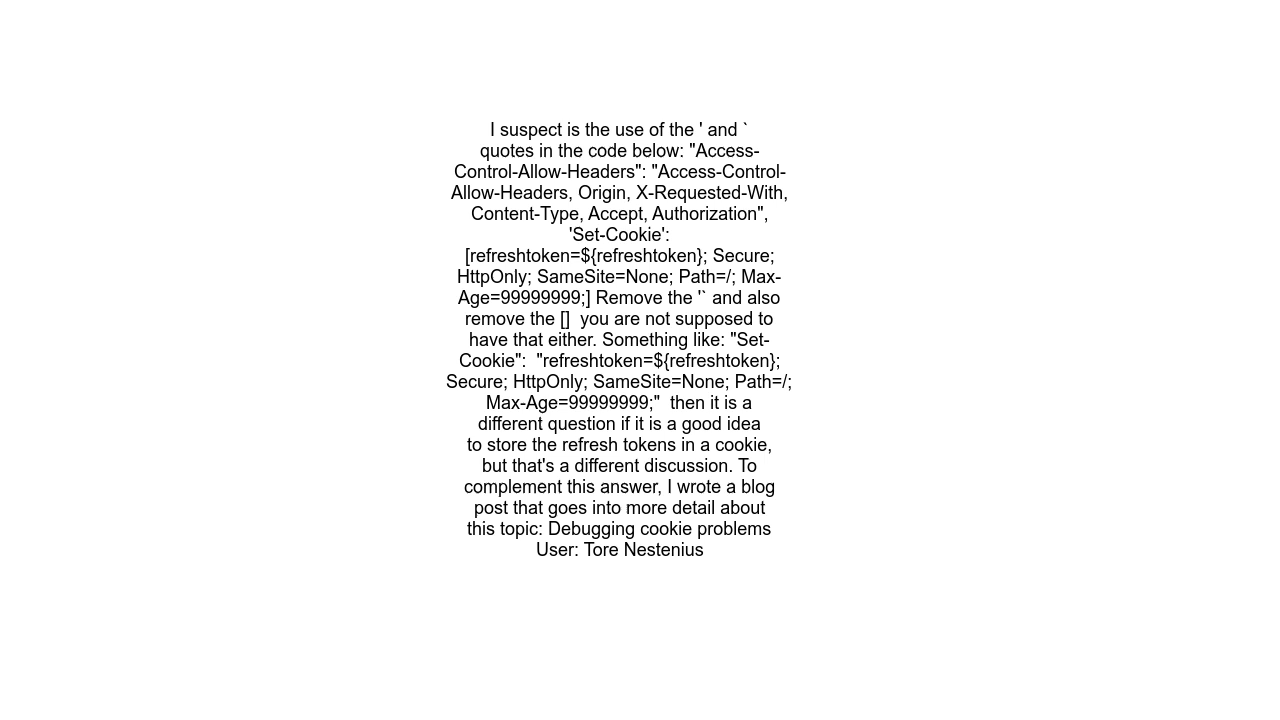 I suspect is the use of the ' and `
quotes in the code below: "Access-
Control-Allow-Headers": "Access-Control-
Allow-Headers, Origin, X-Requested-With,
Content-Type, Accept, Authorization",
'Set-Cookie':
[refreshtoken=${refreshtoken}; Secure;
HttpOnly; SameSite=None; Path=/; Max-
Age=99999999;] Remove the '` and also
remove the []  you are not supposed to
have that either. Something like: "Set-
Cookie":  "refreshtoken=${refreshtoken};
Secure; HttpOnly; SameSite=None; Path=/;
Max-Age=99999999;"  then it is a
different question if it is a good idea
to store the refresh tokens in a cookie,
but that's a different discussion. To
complement this answer, I wrote a blog
post that goes into more detail about
this topic: Debugging cookie problems
User: Tore Nestenius